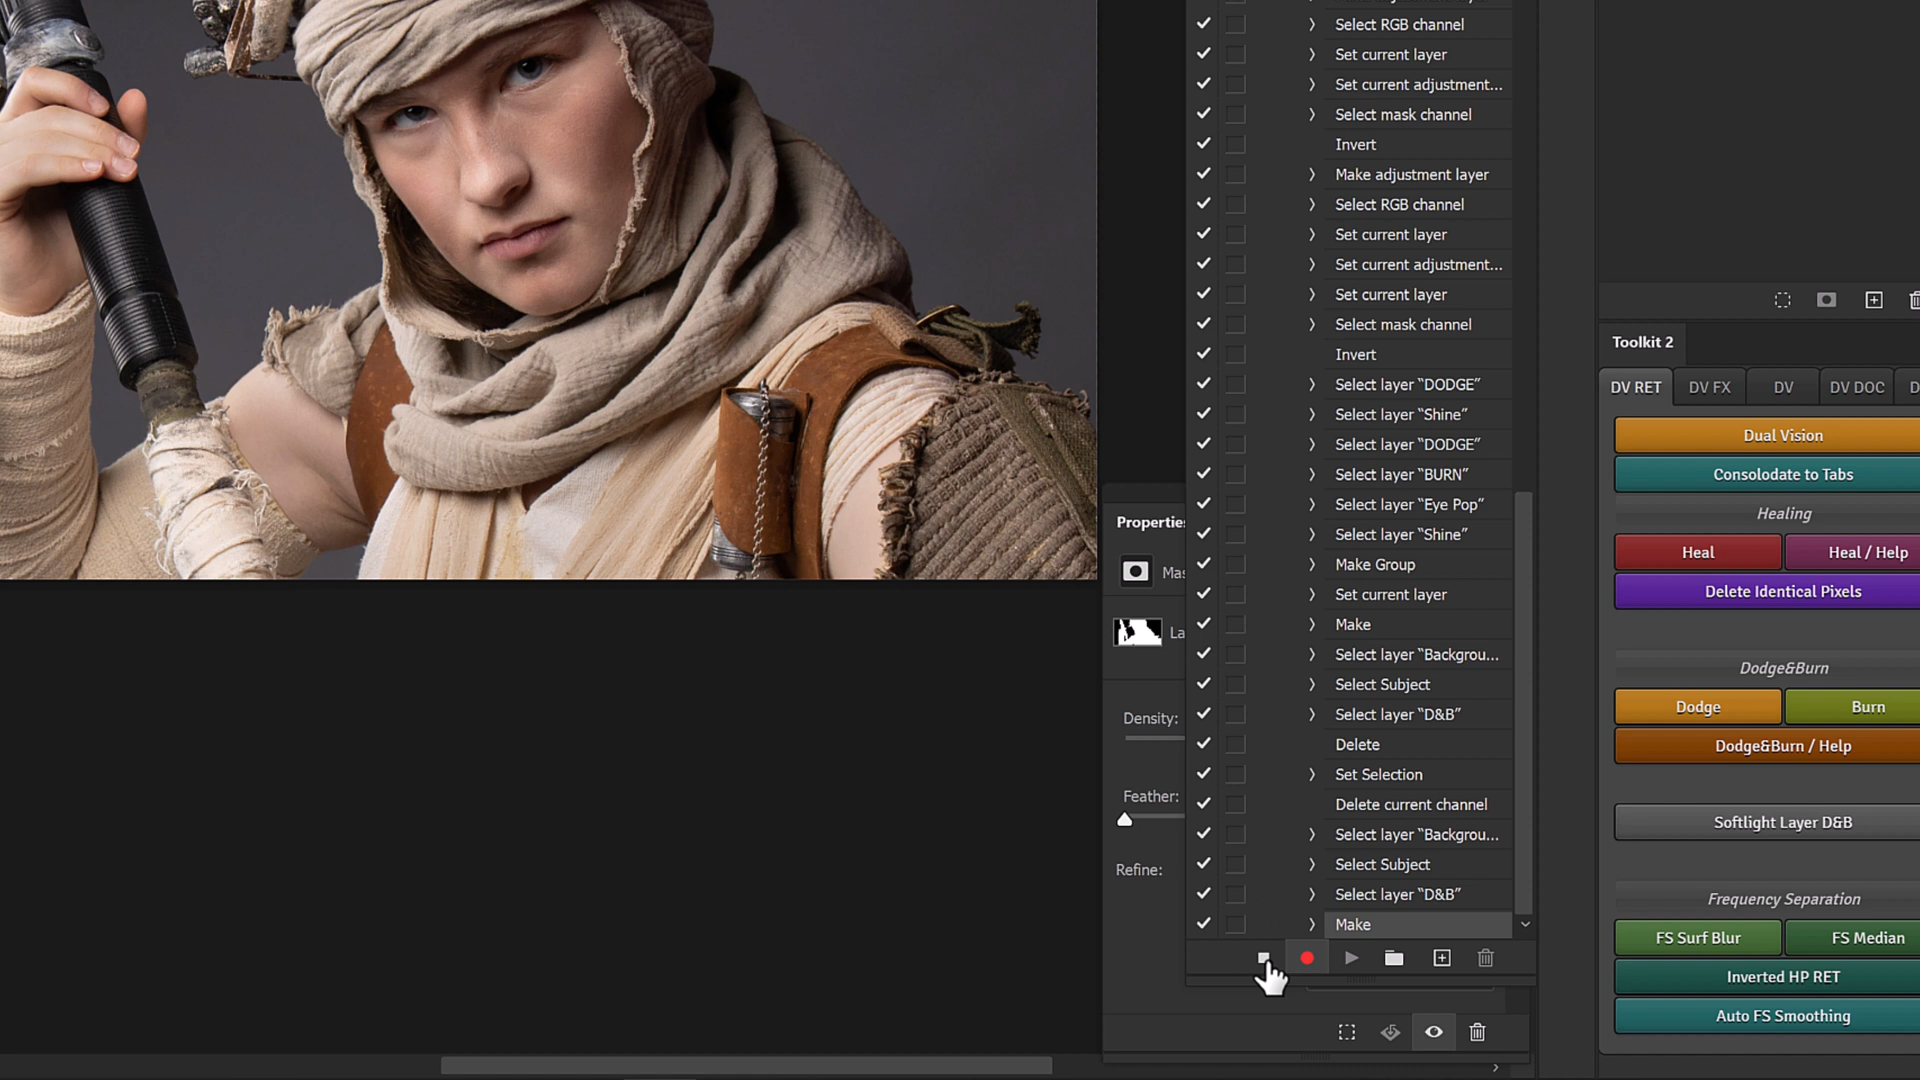 Select RGB channel
Set current layer
Set current adjustment...
Select mask channel
Invert
Make adjustment layer
Select RGB channel
Set current layer
Set current adjustment...
Set current layer
Select mask channel
Invert
Select layer “DODGE”
Select layer “Shine”
Select layer “DODGE”
Select layer “BURN”
Select layer “Eye Pop”
Select layer “Shine”
Make Group
Set current layer
Make
Select layer “Backgrou...
Select Subject
Select layer “D&B”
Delete
Set Selection
Delete current channel
Select layer “Backgrou...
Select Subject
Select layer “D&B”
Make
Properties
Mas
La
Density:
Feather:
Refine:
Toolkit 2
DV RET DV FX DV DV DOC D
Dual Vision
Consolodate to Tabs
Healing
Heal Heal / Help
Delete Identical Pixels
Dodge&Burn
Dodge Burn
Dodge&Burn / Help
Softlight Layer D&B
Frequency Separation
FS Surf Blur FS Median
Inverted HP RET
Auto FS Smoothing